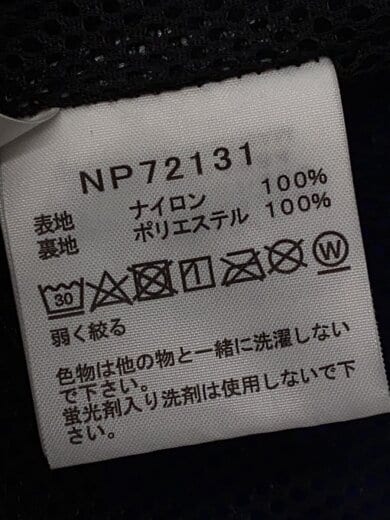 NP72131
表地 ナイロン 100%
裏地 ポリエステル 100%
30 W
弱く絞る
色物は他の物と一緒に洗濯しない
で下さい。
蛍光剤入り洗剤は使用しないで下
さい。